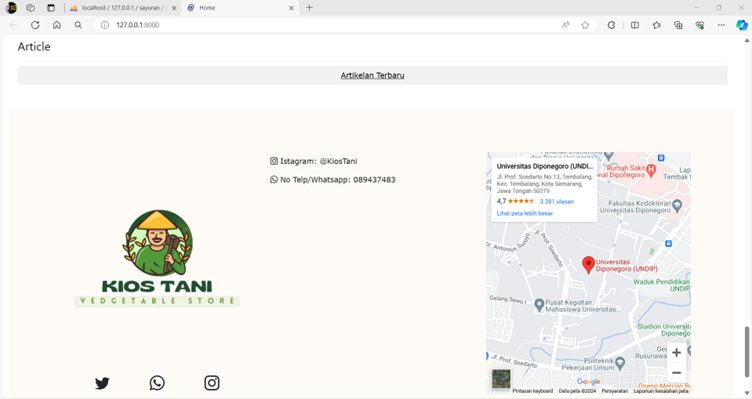 localhost / 127.0.0.1 / sayuran /
Home
127.0.0.1:8000
Article
Artikelan Terbaru
Istagram: @KiosTani
No Telp/Whatsapp: 089437483
KIOS TANI
VEDGETABLE STORE
Universitas Diponegoro (UNDI...
Jl. Prof. Soedarto No.13, Tembalang,
Kec. Tembalang, Kota Semarang,
Jawa Tengah 50275
4,7
3.381 ulasan
Lihat peta lebih besar
Rumah Sakit
Diponegoro
Fakultas Kedokteran
Universitas Diponegoro
Universitas
Diponegoro (UNDIP)
Waduk Pendidikan
UNDIP
Jl. Prof. Soedarto
Galang Sewu
Pusat Kegiatan
Mahasiswa Universitas...
Stadion Universitas
Jl. Prof. Soedarto
Politeknik
Pekerjaan Umum
Google
Pintasan keyboard
Data peta ©2024
Persyaratan
Laporkan kesalahan peta